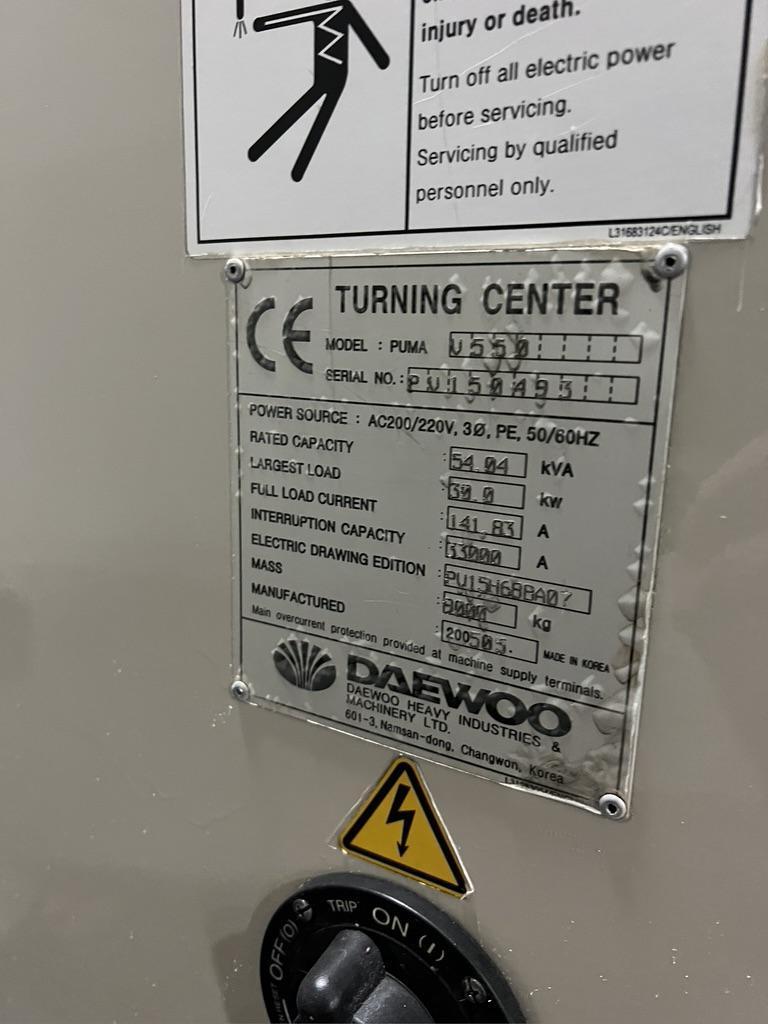 injury or death.
Turn off all electric power
before servicing.
Servicing by qualified
personnel only.
L31683124C/ENGLISH
CE TURNING CENTER
MODEL : PUMA V550
SERIAL NO. : PV150493
POWER SOURCE : AC200/220V, 3Ø, PE, 50/60HZ
RATED CAPACITY : 54.04 kVA
LARGEST LOAD : 30.0 kw
FULL LOAD CURRENT : 141.83 A
INTERRUPTION CAPACITY : 33000 A
ELECTRIC DRAWING EDITION : PU15H6BPA07
MASS : 8000 kg
MANUFACTURED : 200505. MADE IN KOREA
Main overcurrent protection provided at machine supply terminals.
DAEWOO
DAEWOO HEAVY INDUSTRIES &
MACHINERY LTD.
601-3, Namsan-dong, Changwon, Korea
TRIP ON (I)
OFF(O)